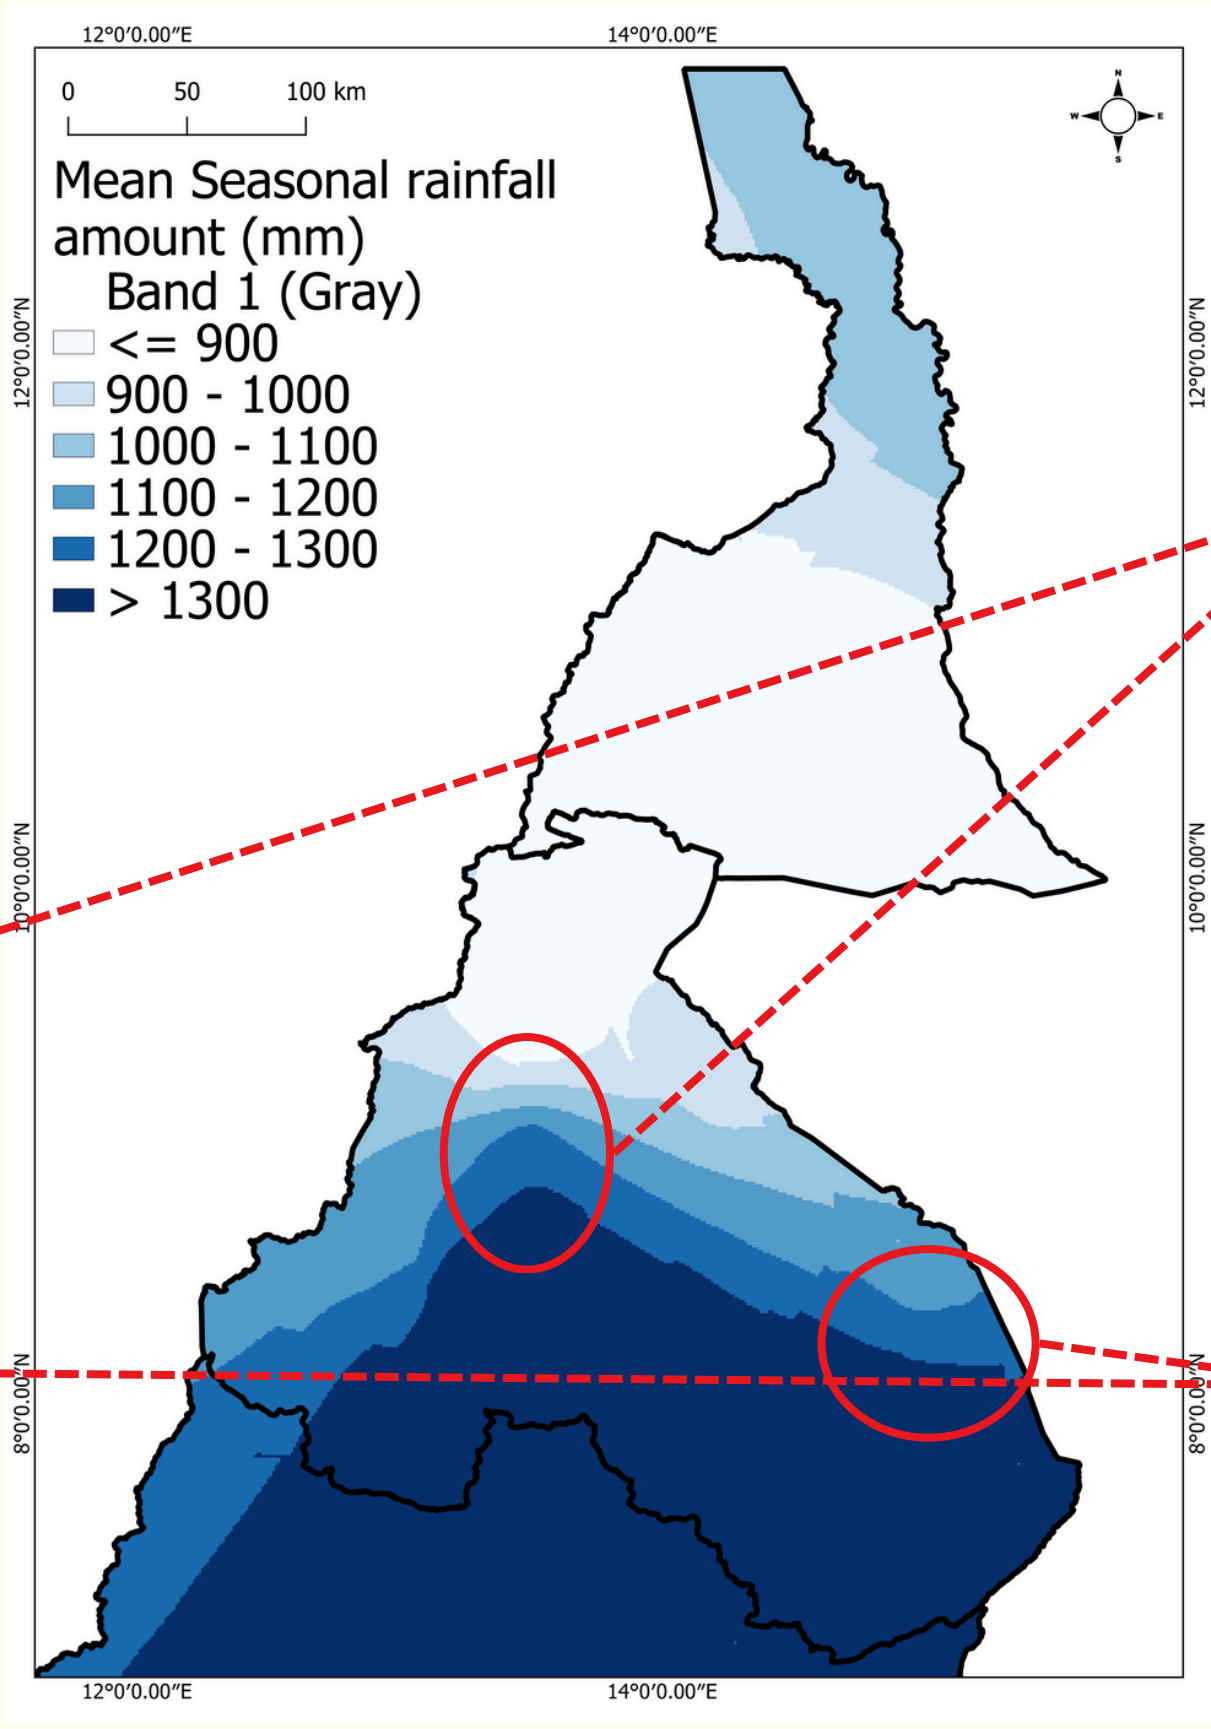 12°0′0.00″E 14°0′0.00″E
0 50 100 km
N
W E
S
Mean Seasonal rainfall
amount (mm)
Band 1 (Gray)
<= 900
900 - 1000
1000 - 1100
1100 - 1200
1200 - 1300
> 1300
12°0′0.00″N 12°0′0.00″N
10°0′0.00″N 10°0′0.00″N
8°0′0.00″N 8°0′0.00″N
12°0′0.00″E 14°0′0.00″E